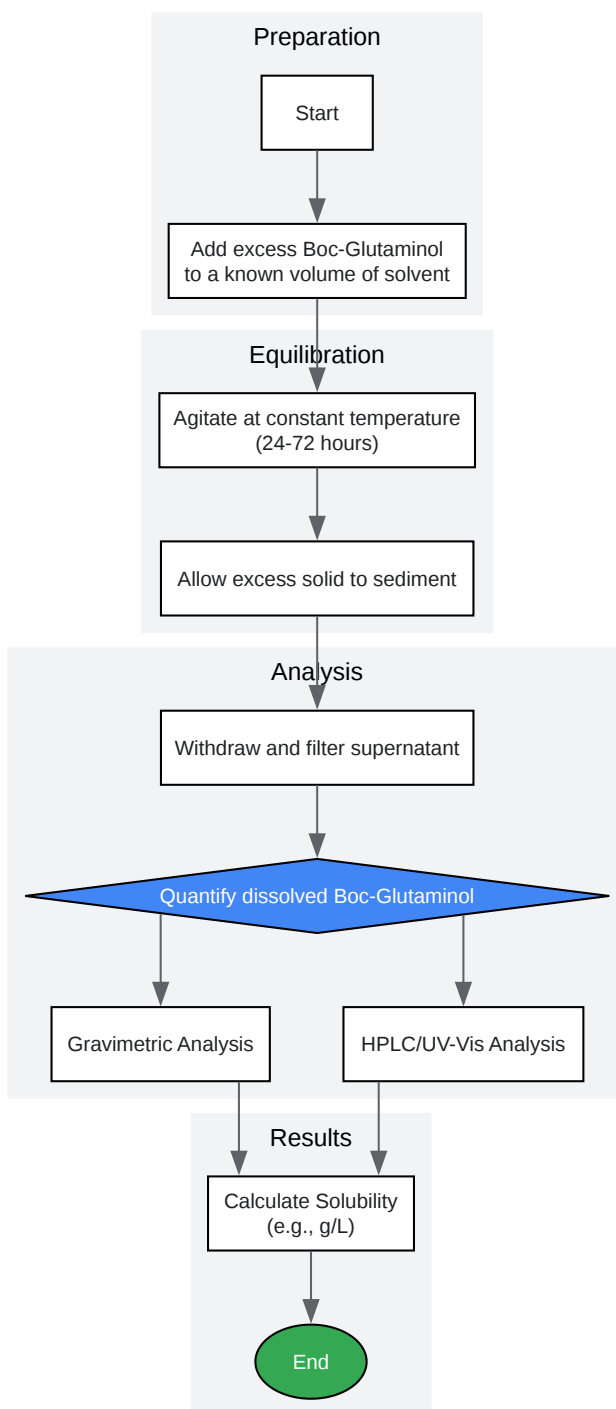 Preparation
Start
Add excess Boc-Glutaminol
to a known volume of solvent
Equilibration
Agitate at constant temperature
(24-72 hours)
Allow excess solid to sediment
Analysis
Withdraw and filter supernatant
Quantify dissolved Boc-Glutaminol
Gravimetric Analysis
HPLC/UV-Vis Analysis
Results
Calculate Solubility
(e.g., g/L)
End